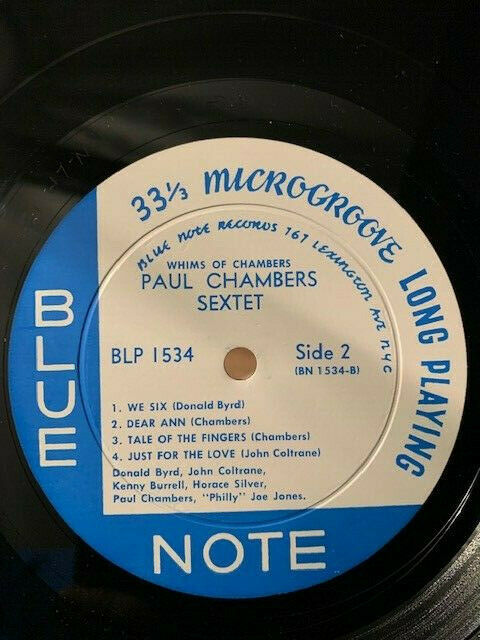 33⅓ MICROGROOVE LONG PLAYING
BLUE NOTE RECORDS 767 LEXINGTON AVE NYC
WHIMS OF CHAMBERS
PAUL CHAMBERS
SEXTET
BLP 1534
Side 2
(BN 1534-B)
1. WE SIX (Donald Byrd)
2. DEAR ANN (Chambers)
3. TALE OF THE FINGERS (Chambers)
4. JUST FOR THE LOVE (John Coltrane)
Donald Byrd, John Coltrane,
Kenny Burrell, Horace Silver,
Paul Chambers, "Philly" Joe Jones.
BLUE
NOTE